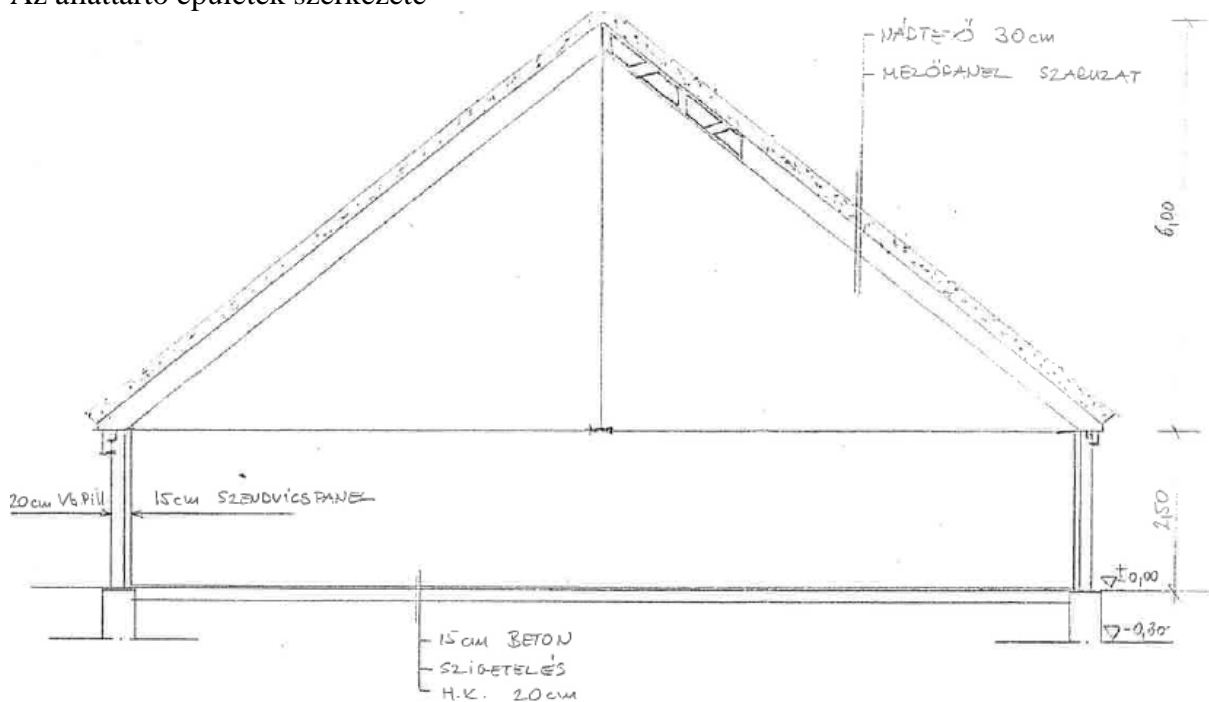 Az állattartó épületek szerkezete
NÁDTETŐ 30cm
MEZŐPANEL SZARUZAT
6,00
20cm Vb.Pill
15cm SZENDVICSPANEL
2,50
±0,00
-0,30
15cm BETON
SZIGETELÉS
H.K. 20cm